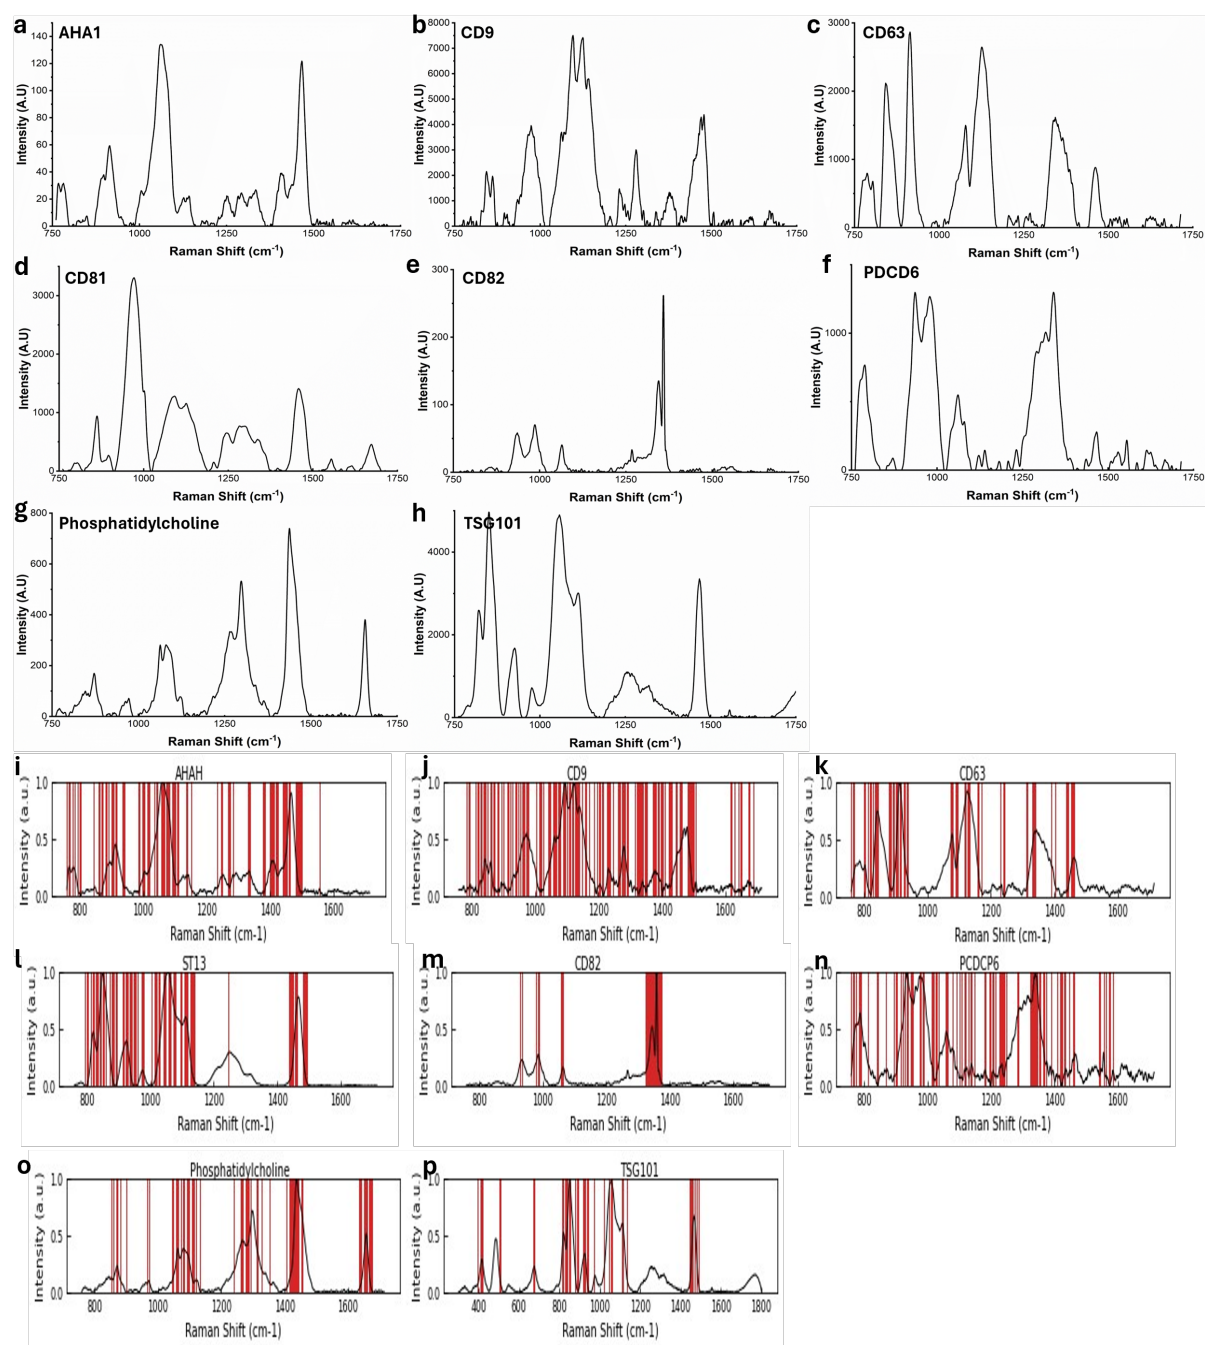 a
AHA1
140
120
100
80
60
40
20
0
Intensity (A.U)
750 1000 1250 1500 1750
Raman Shift (cm⁻¹)
b
CD9
8000
7000
6000
5000
4000
3000
2000
1000
0
Intensity (A.U)
750 1000 1250 1500 1750
Raman Shift (cm⁻¹)
c
CD63
3000
2000
1000
0
Intensity (A.U)
750 1000 1250 1500 1750
Raman Shift (cm⁻¹)
d
CD81
3000
2000
1000
0
Intensity (A.U)
750 1000 1250 1500 1750
Raman Shift (cm⁻¹)
e
CD82
300
200
100
0
Intensity (A.U)
750 1000 1250 1500 1750
Raman Shift (cm⁻¹)
f
PDCD6
1000
0
Intensity (A.U)
750 1000 1250 1500 1750
Raman Shift (cm⁻¹)
g
Phosphatidylcholine
800
600
400
200
0
Intensity (A.U)
750 1000 1250 1500 1750
Raman Shift (cm⁻¹)
h
TSG101
4000
2000
0
Intensity (A.U)
750 1000 1250 1500 1750
Raman Shift (cm⁻¹)
i
AHAH
1.0
0.5
0.0
Intensity (a.u.)
800 1000 1200 1400 1600
Raman Shift (cm-1)
j
CD9
1.0
0.5
0.0
Intensity (a.u.)
800 1000 1200 1400 1600
Raman Shift (cm-1)
k
CD63
1.0
0.5
0.0
Intensity (a.u.)
800 1000 1200 1400 1600
Raman Shift (cm-1)
l
ST13
1.0
0.5
0.0
Intensity (a.u.)
800 1000 1200 1400 1600
Raman Shift (cm-1)
m
CD82
1.0
0.5
0.0
Intensity (a.u.)
800 1000 1200 1400 1600
Raman Shift (cm-1)
n
PCDCP6
1.0
0.5
0.0
Intensity (a.u.)
800 1000 1200 1400 1600
Raman Shift (cm-1)
o
Phosphatidylcholine
1.0
0.5
0.0
Intensity (a.u.)
800 1000 1200 1400 1600
Raman Shift (cm-1)
p
TSG101
1.0
0.5
0.0
Intensity (a.u.)
400 600 800 1000 1200 1400 1600 1800
Raman Shift (cm-1)